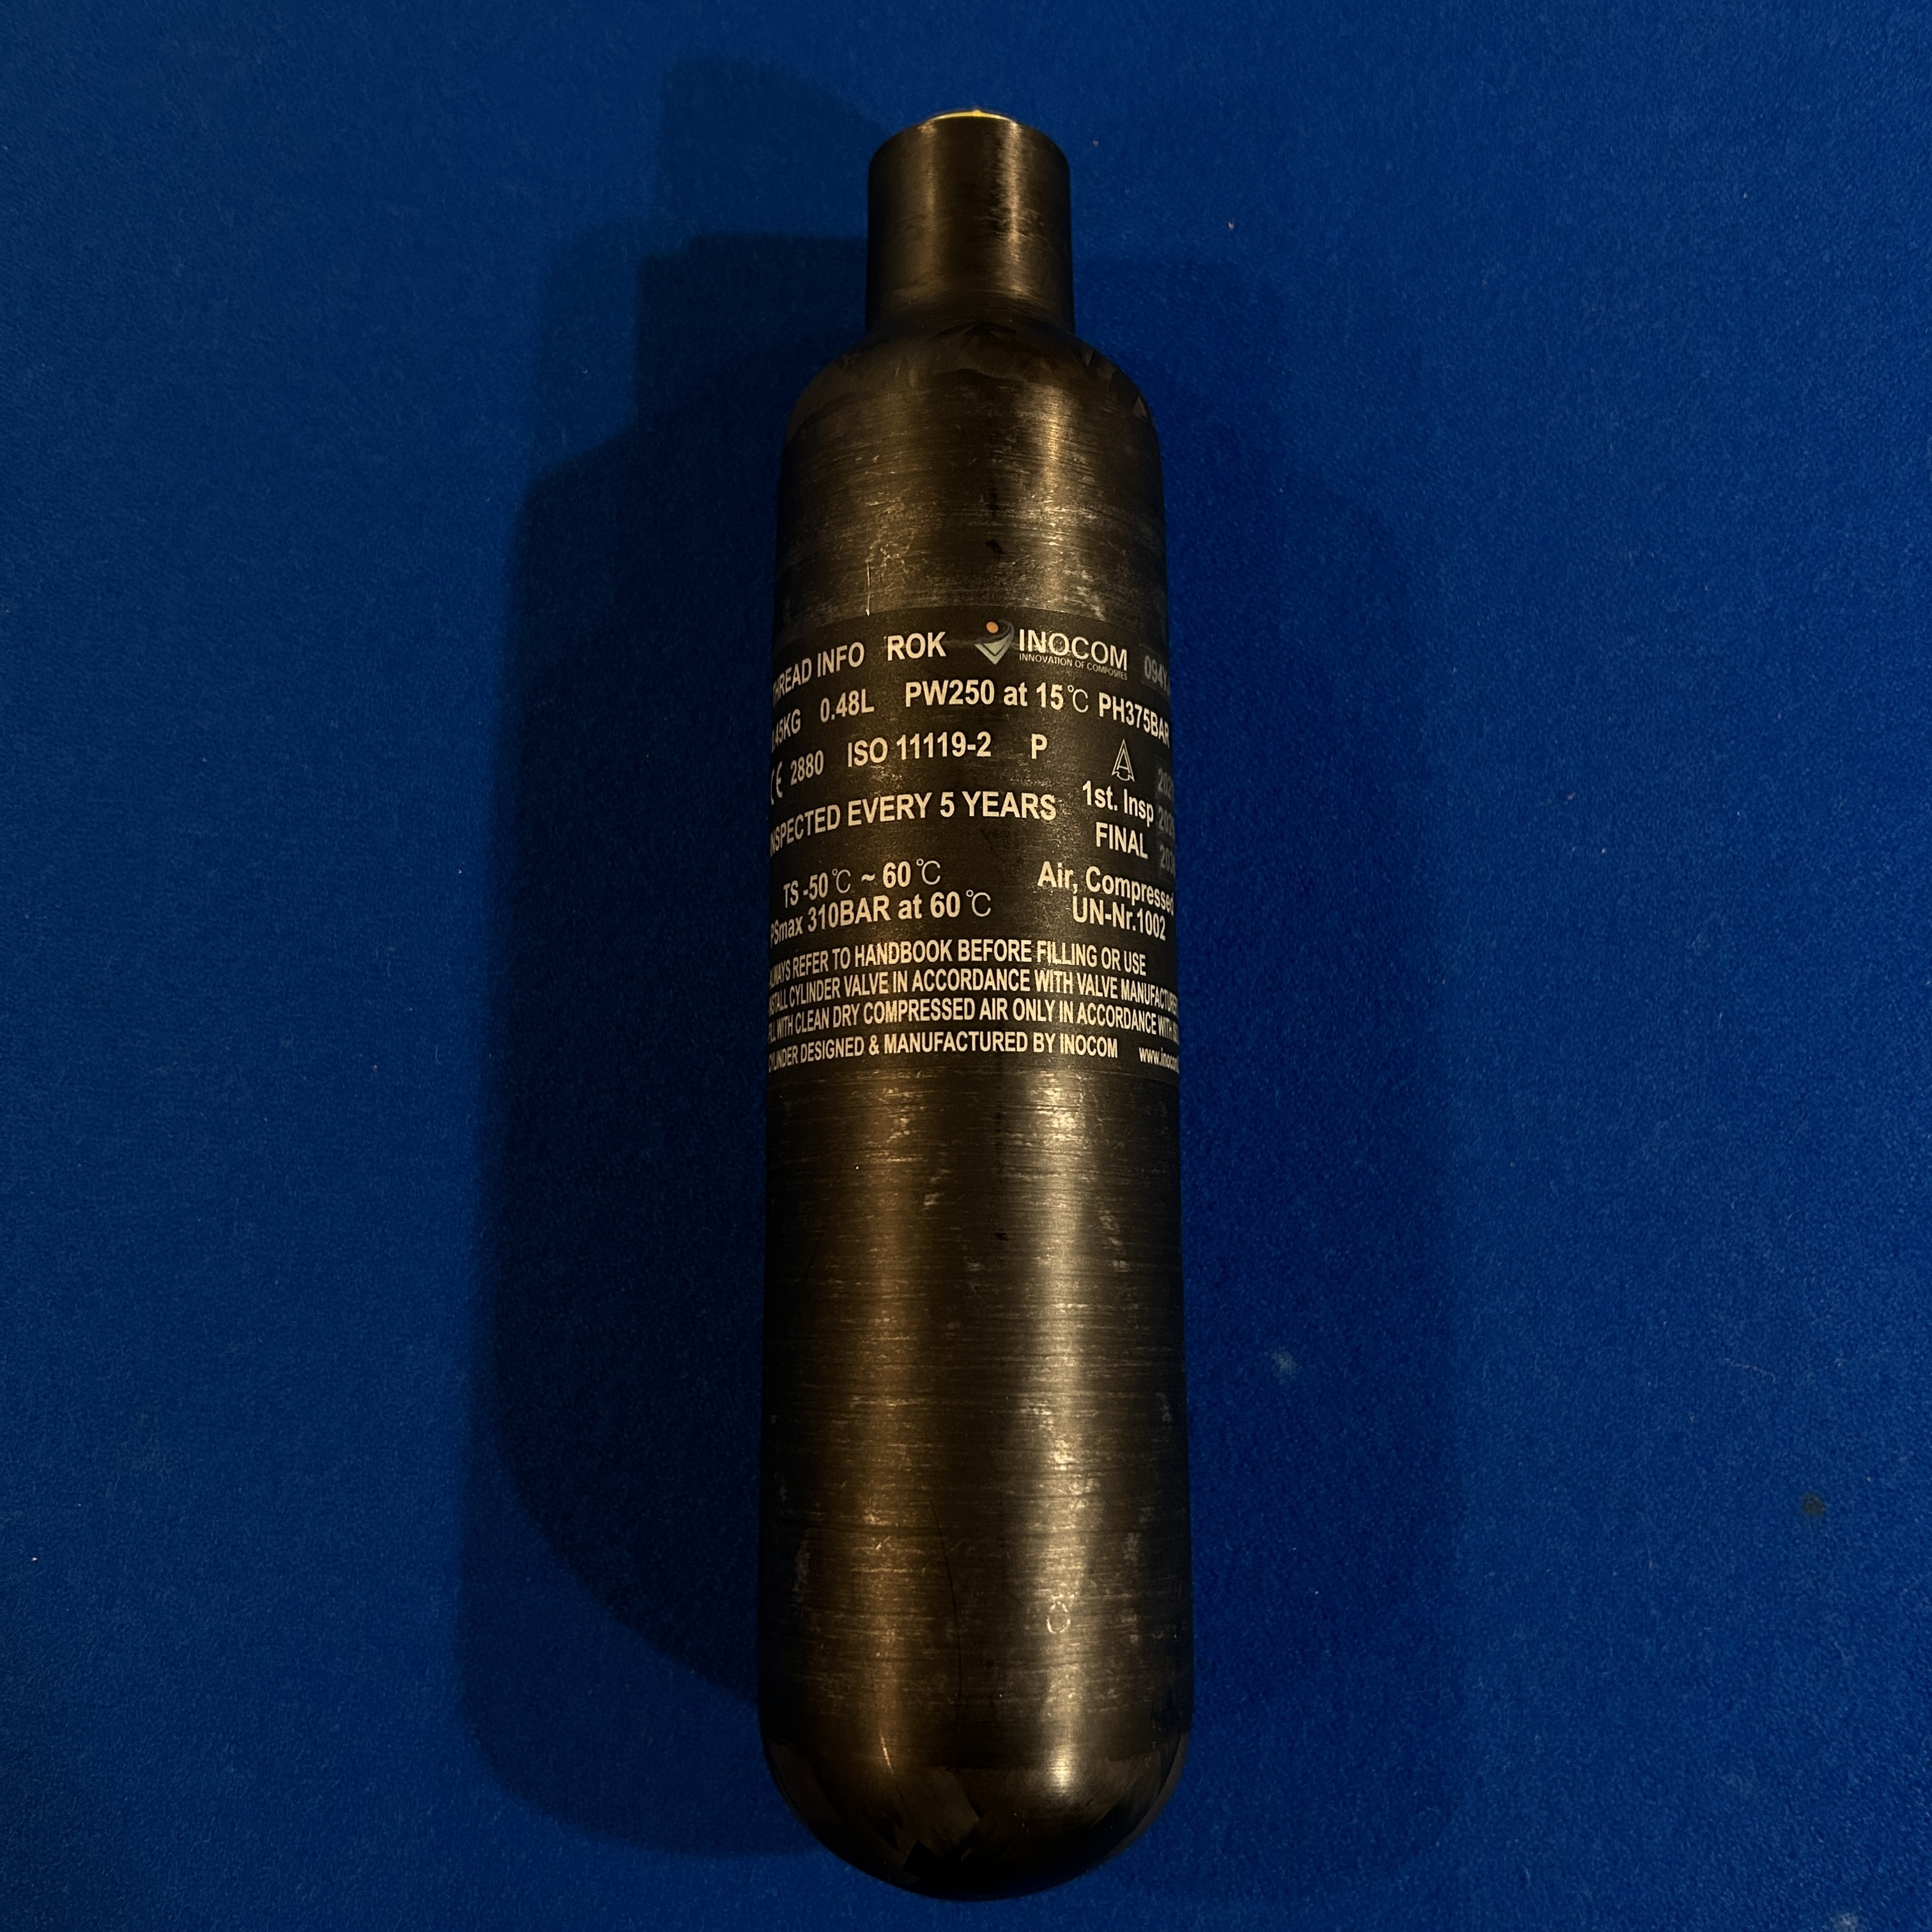 THREAD INFO ROK INOCOM
INNOVATION OF COMPOSITES
0.48L PW250 at 15℃ PH375BAR
CE 2880 ISO 11119-2 P
INSPECTED EVERY 5 YEARS 1st. Insp
FINAL
TS -50℃ ~ 60℃ Air, Compressed
PSmax 310BAR at 60℃ UN-Nr.1002
ALWAYS REFER TO HANDBOOK BEFORE FILLING OR USE
INSTALL CYLINDER VALVE IN ACCORDANCE WITH VALVE
FILL WITH CLEAN DRY COMPRESSED AIR ONLY IN ACCORDANCE WITH
CYLINDER DESIGNED & MANUFACTURED BY INOCOM